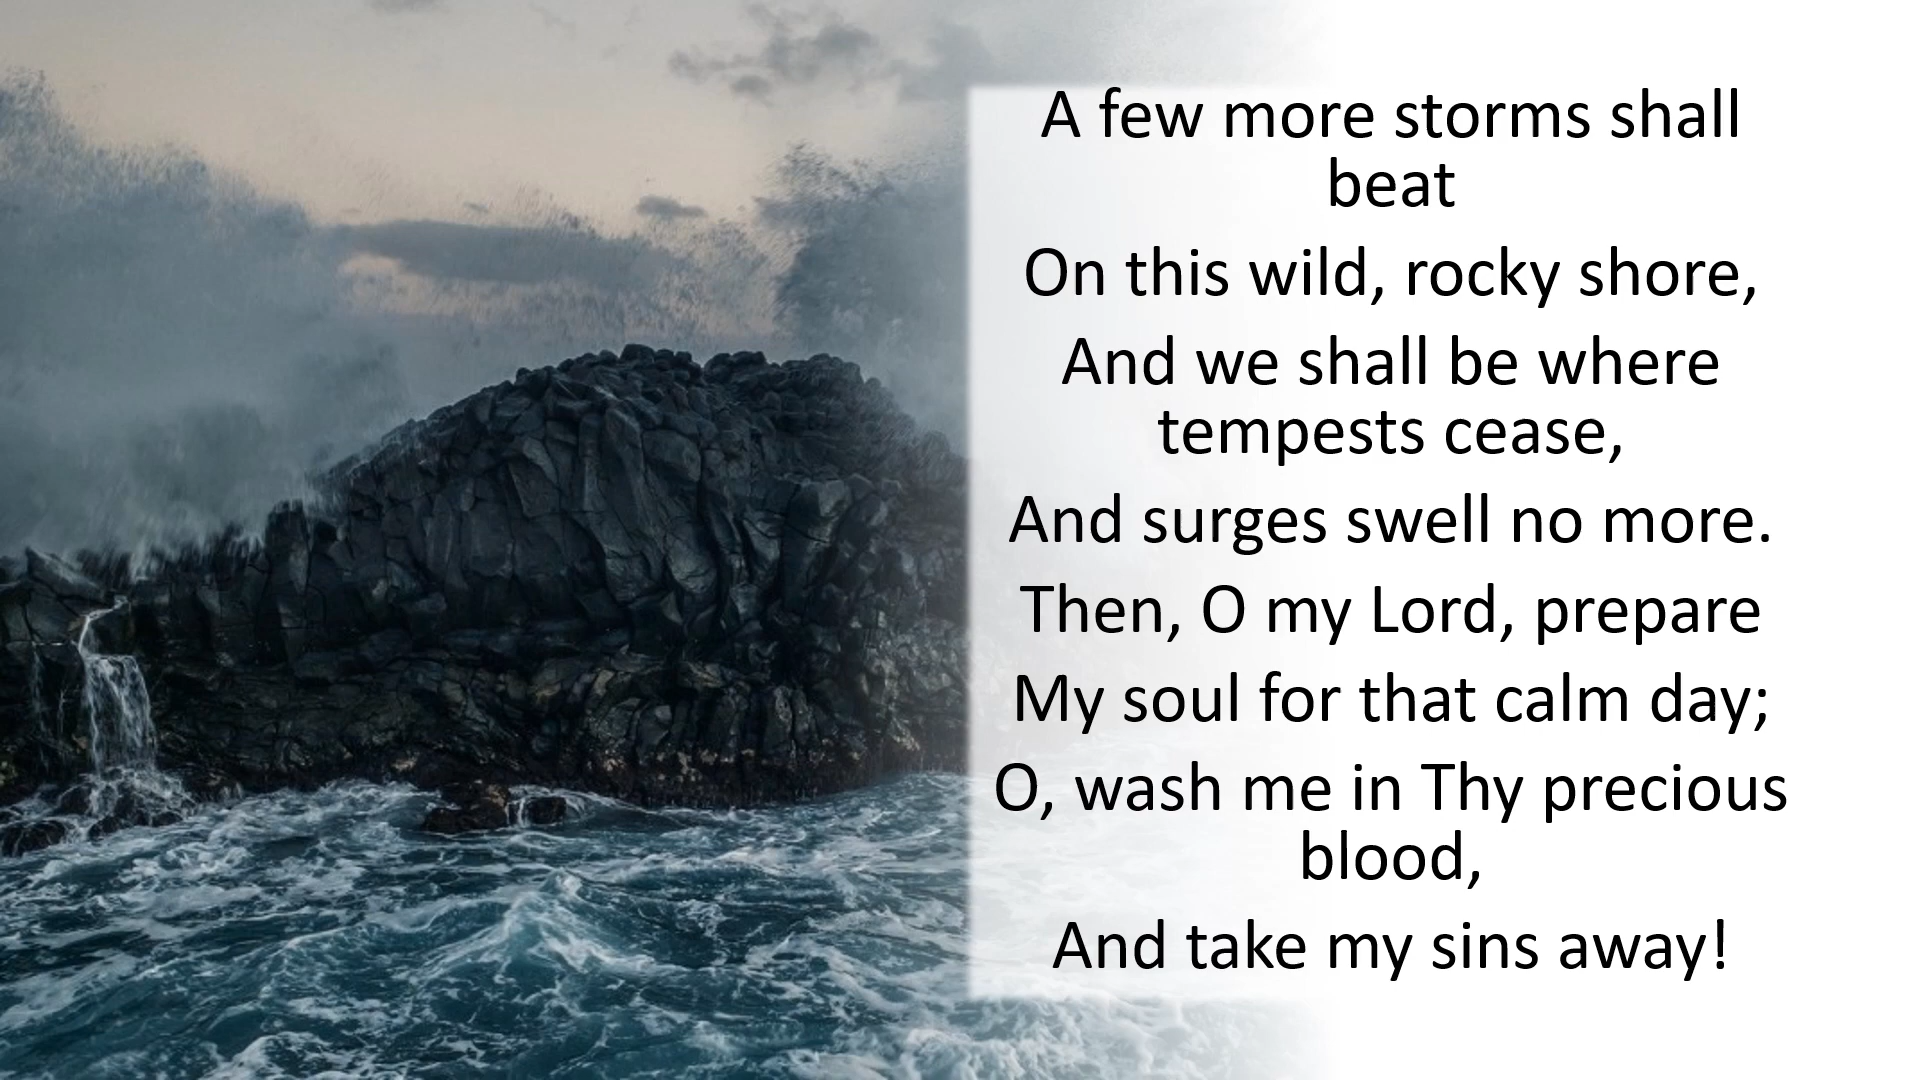 A few more storms shall
beat
On this wild, rocky shore,
And we shall be where
tempests cease,
And surges swell no more.
Then, O my Lord, prepare
My soul for that calm day;
O, wash me in Thy precious
blood,
And take my sins away!